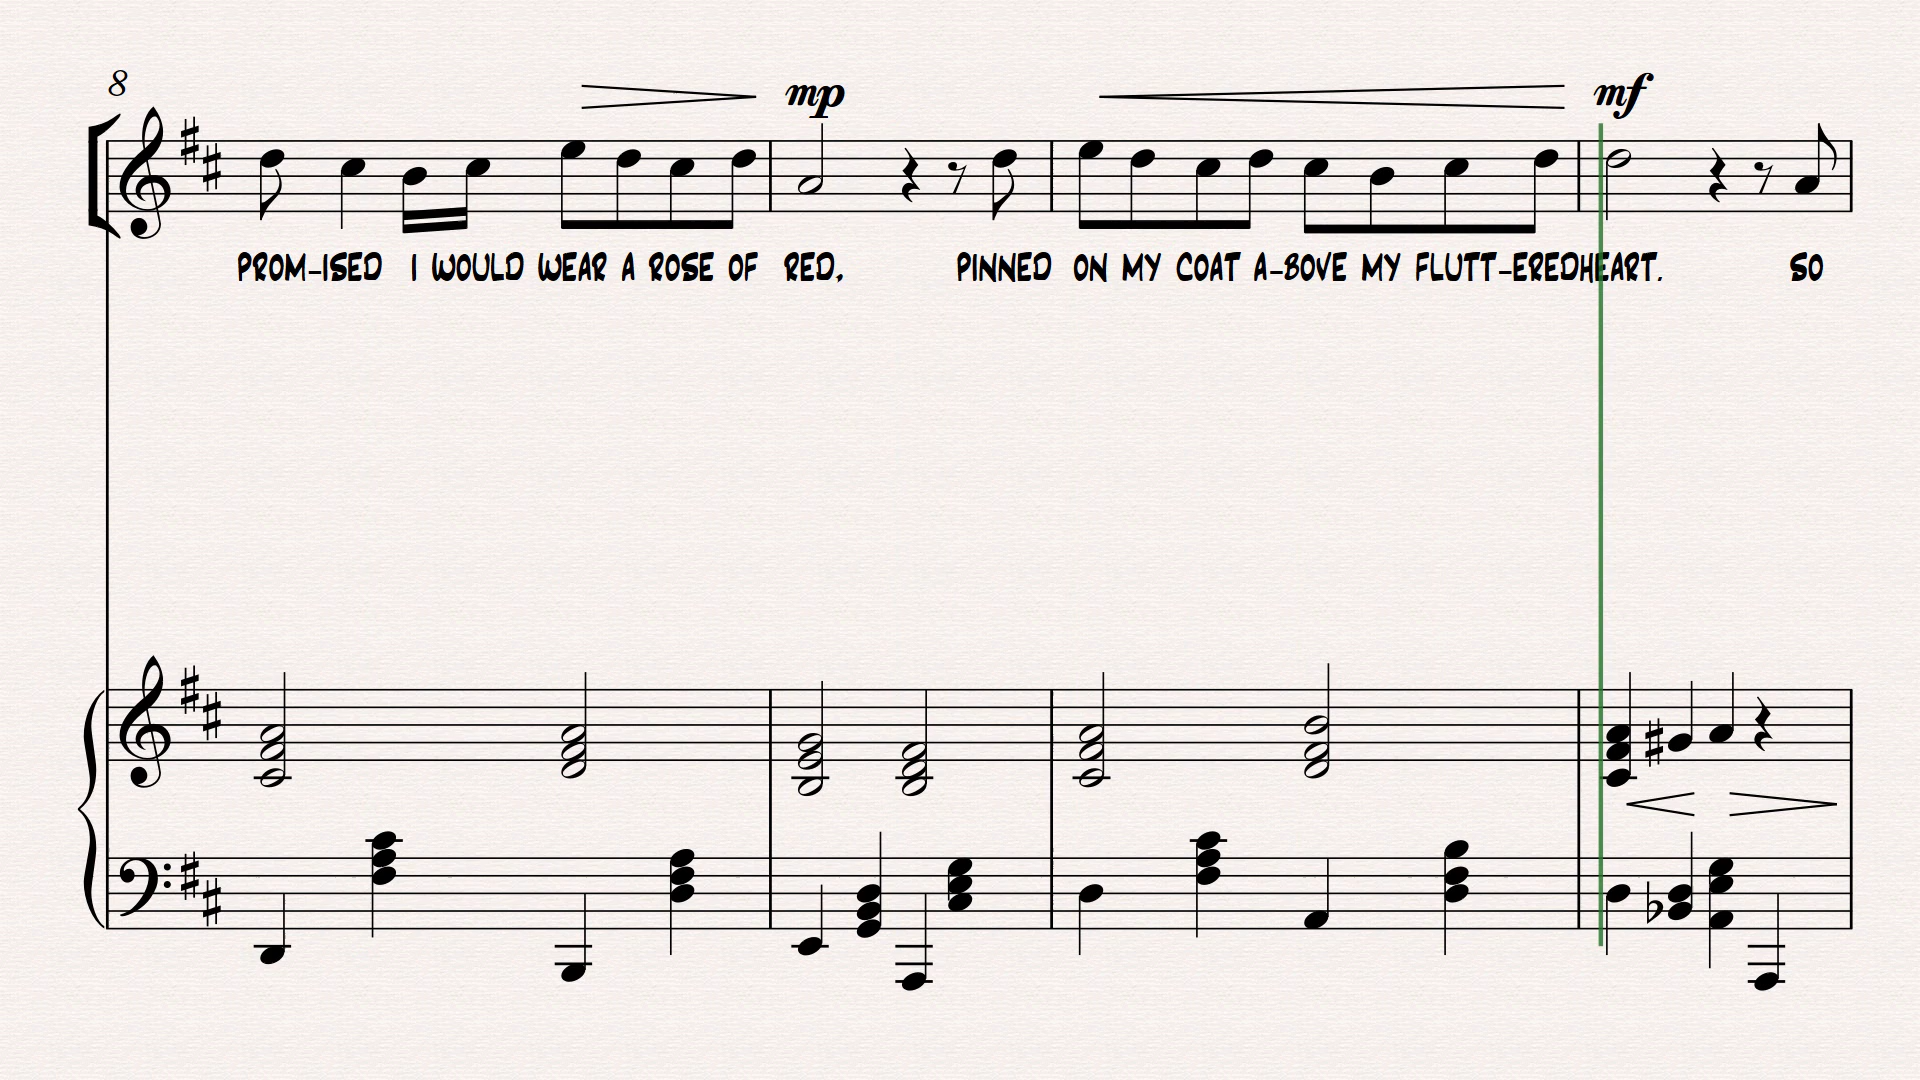 8
mp mf
PROM-ISED I WOULD WEAR A ROSE OF RED. PINNED ON MY COAT A-BOVE MY FLUTT-EREDHEART. SO